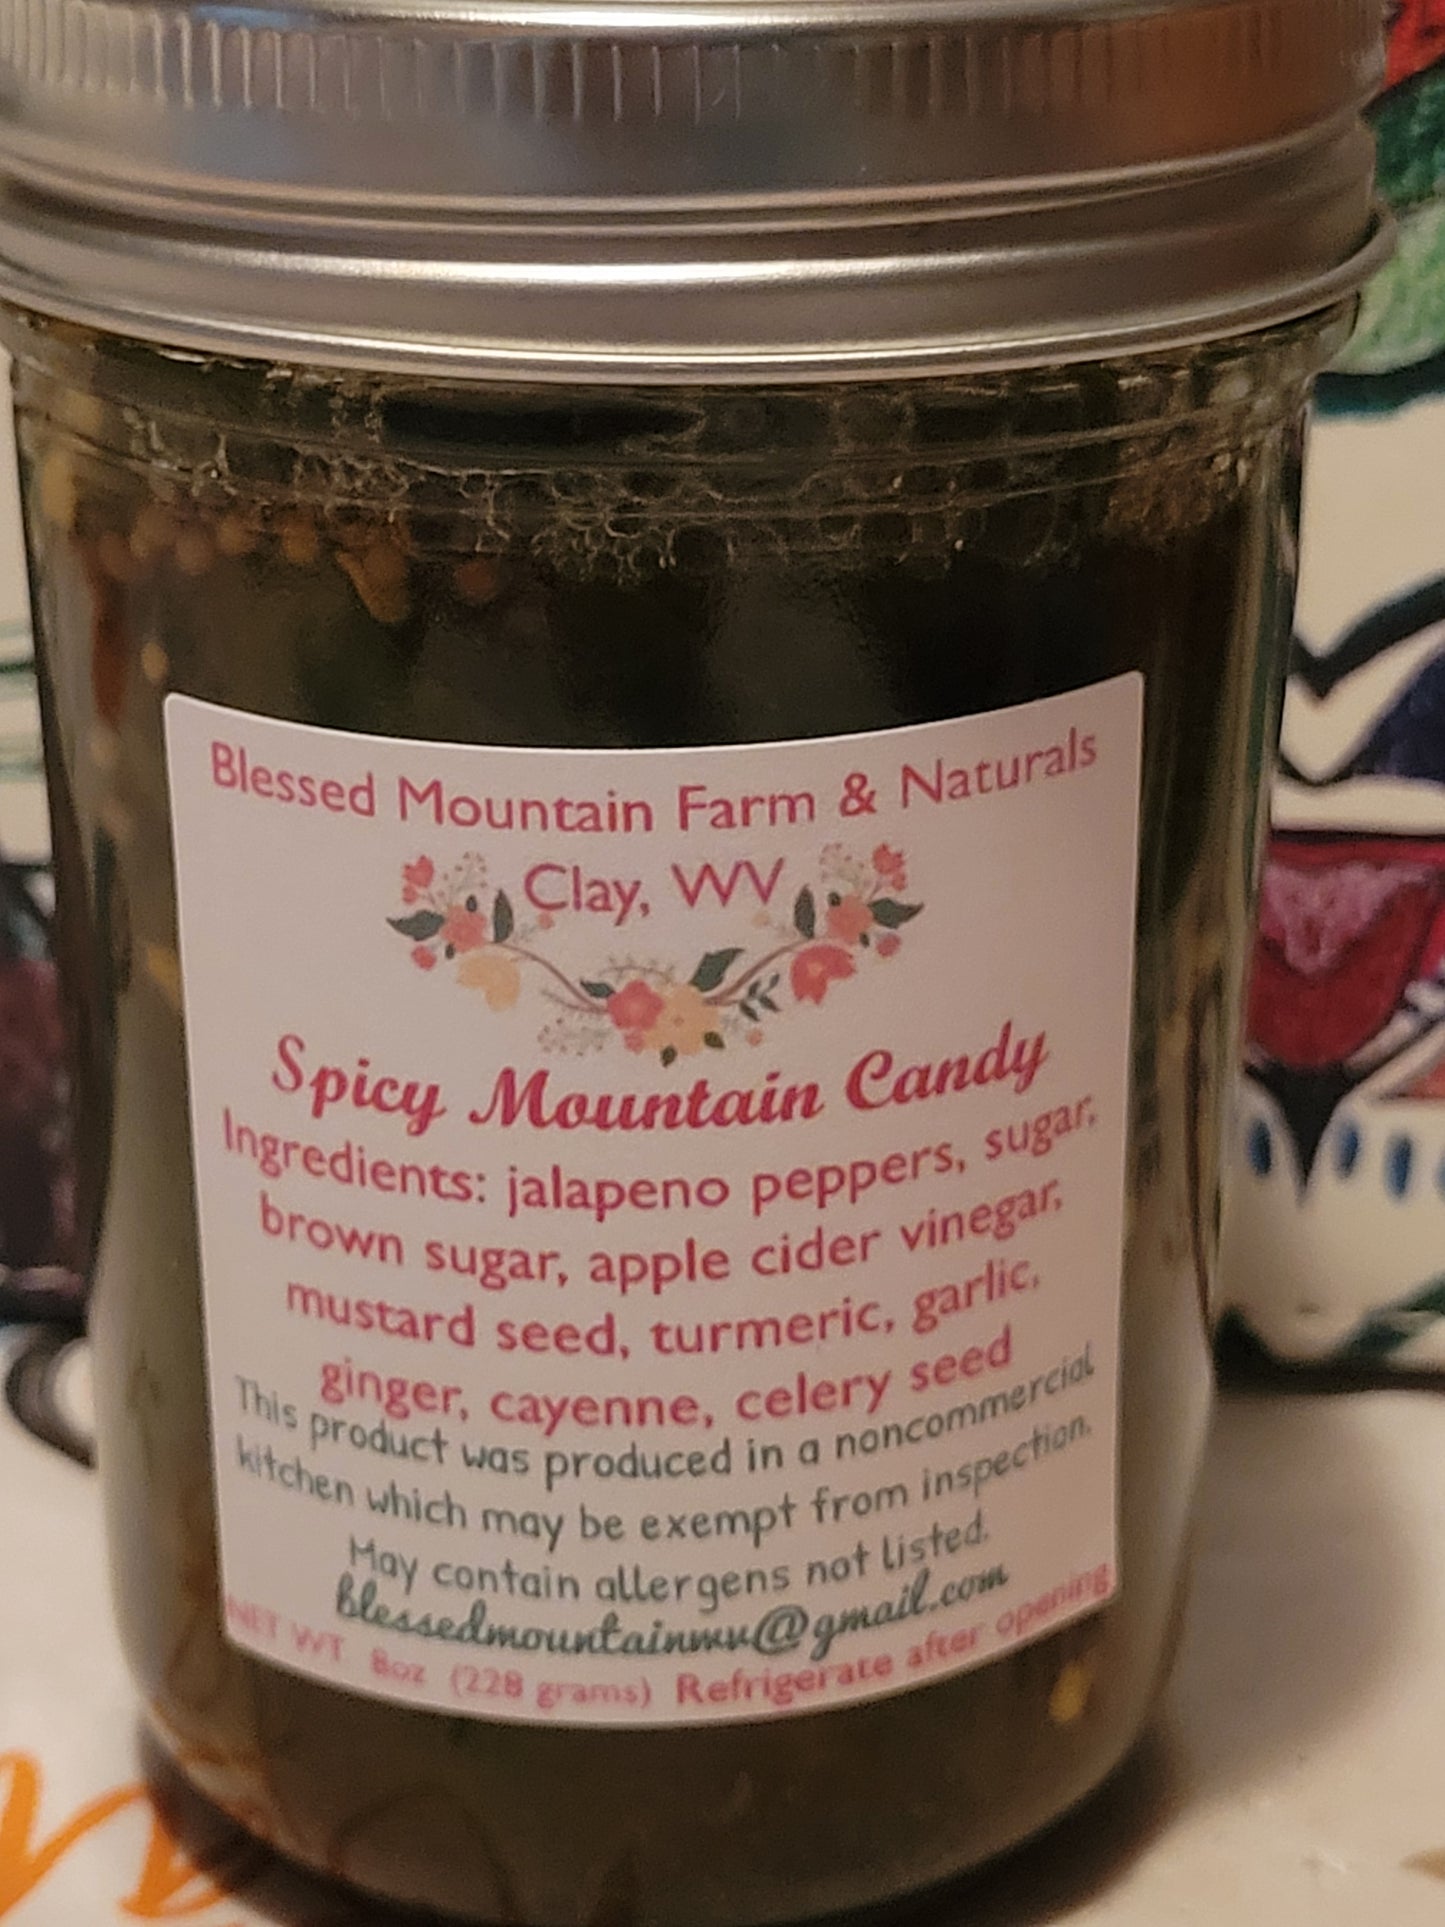 Blessed Mountain Farm & Naturals
Clay, WV
Spicy Mountain Candy
Ingredients: jalapeno peppers, sugar,
brown sugar, apple cider vinegar,
mustard seed, turmeric, garlic,
ginger, cayenne, celery seed
This product was produced in a noncommercial
kitchen which may be exempt from inspection.
May contain allergens not listed.
blessedmountainwv@gmail.com
NET WT 8oz (228 grams) Refrigerate after opening